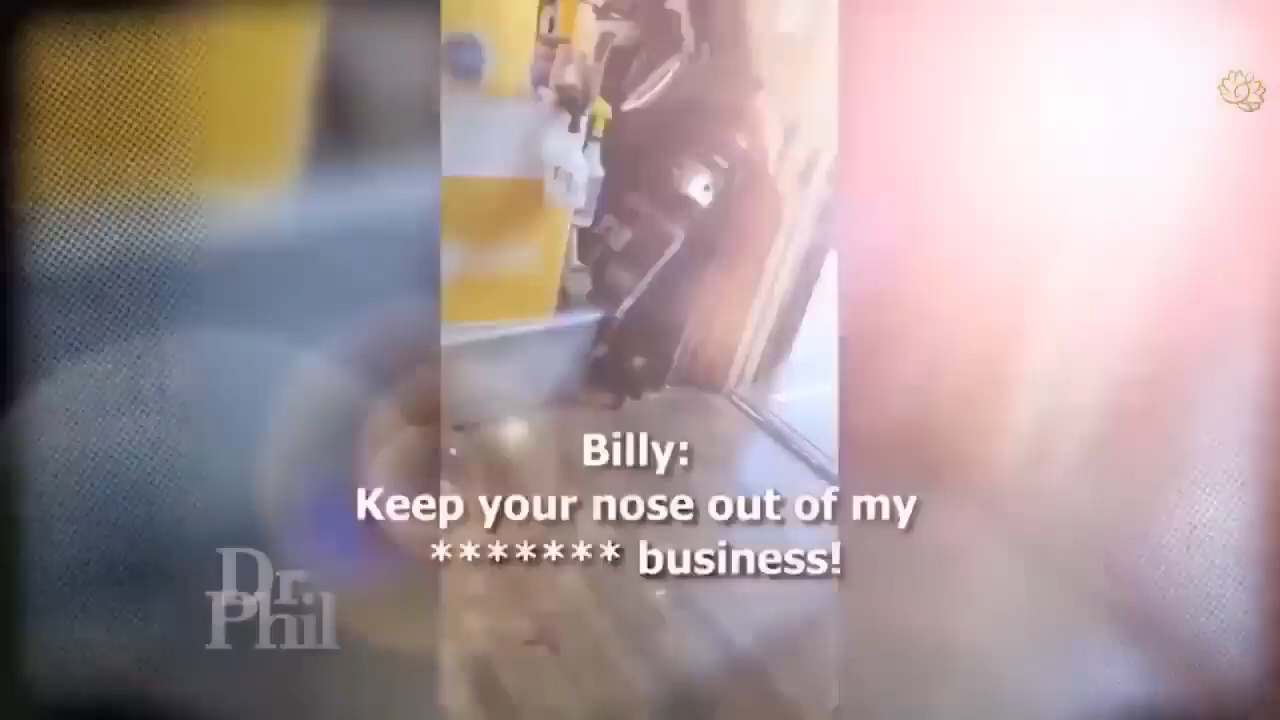 Billy:
Keep your nose out of my
******* business!
Dr.
Phil